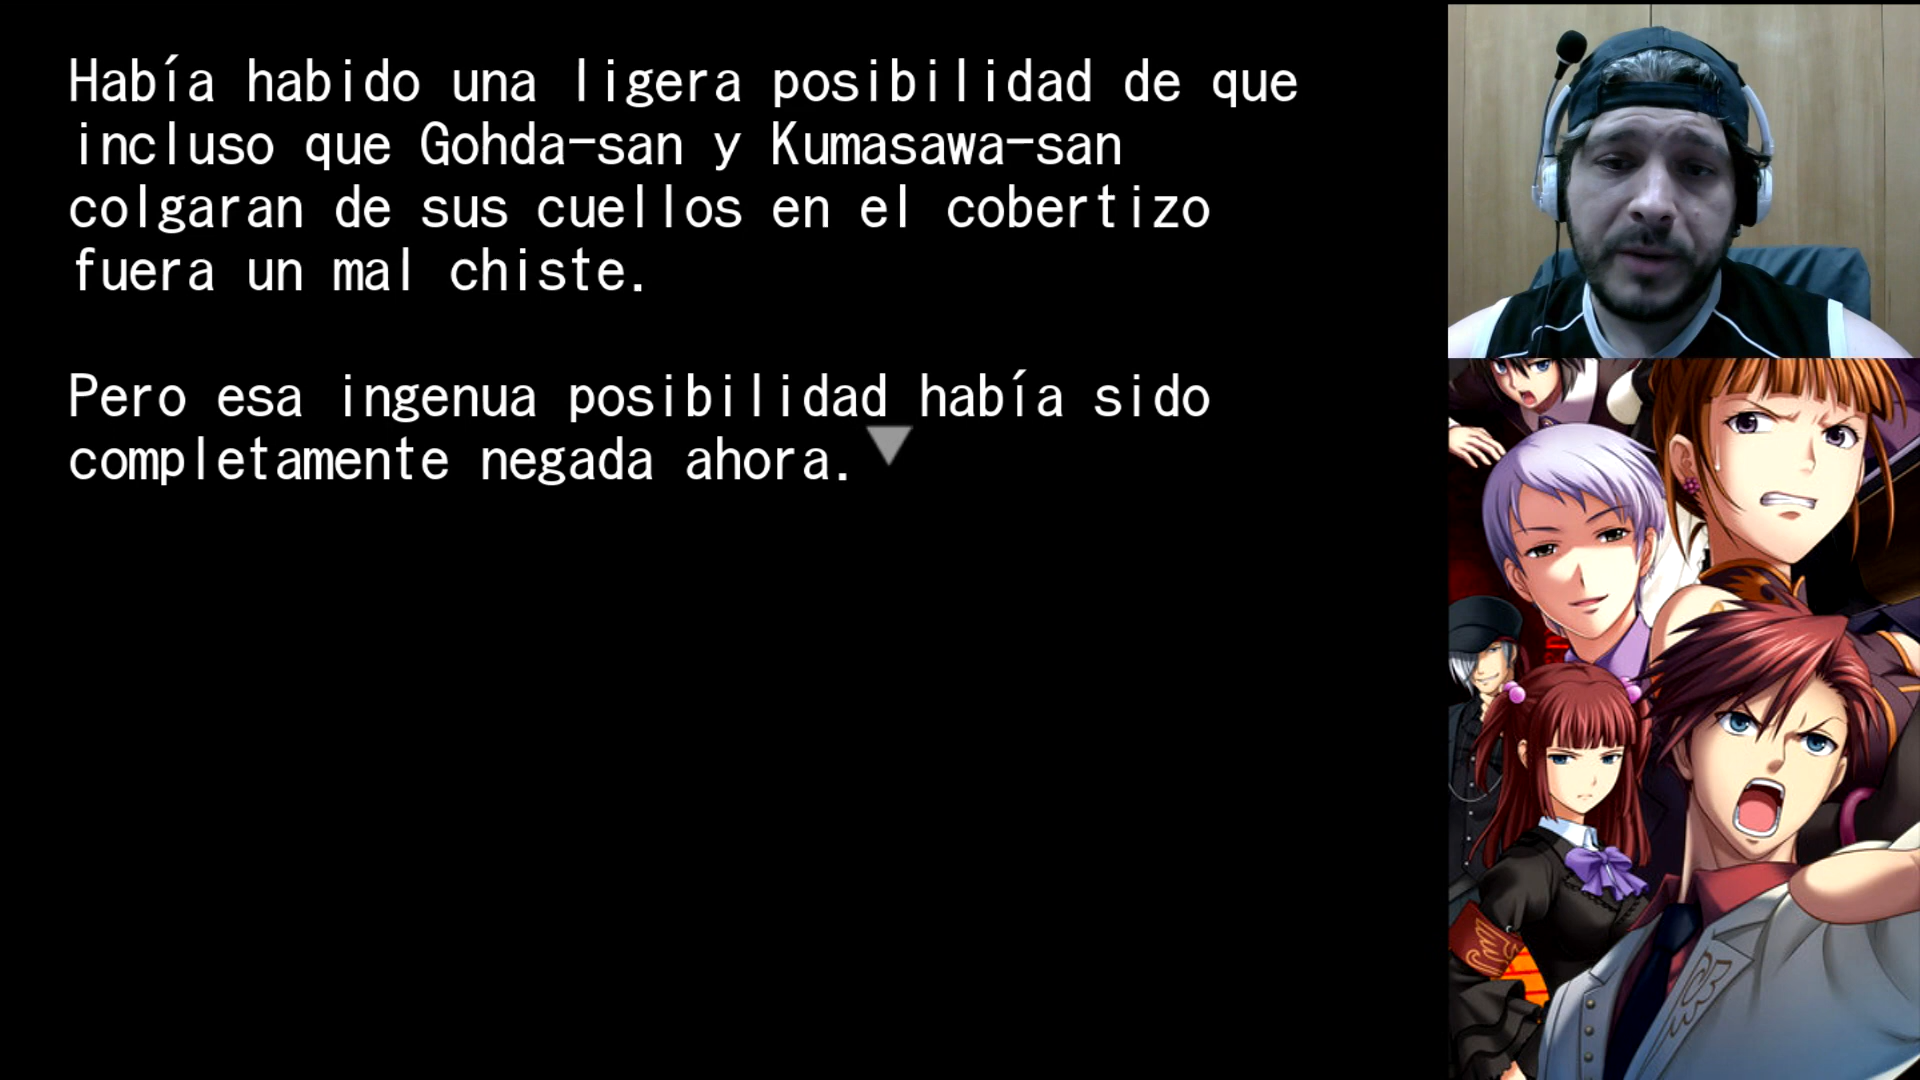 Había habido una ligera posibilidad de que
incluso que Gohda-san y Kumasawa-san
colgaran de sus cuellos en el cobertizo
fuera un mal chiste.
Pero esa ingenua posibilidad había sido
completamente negada ahora.